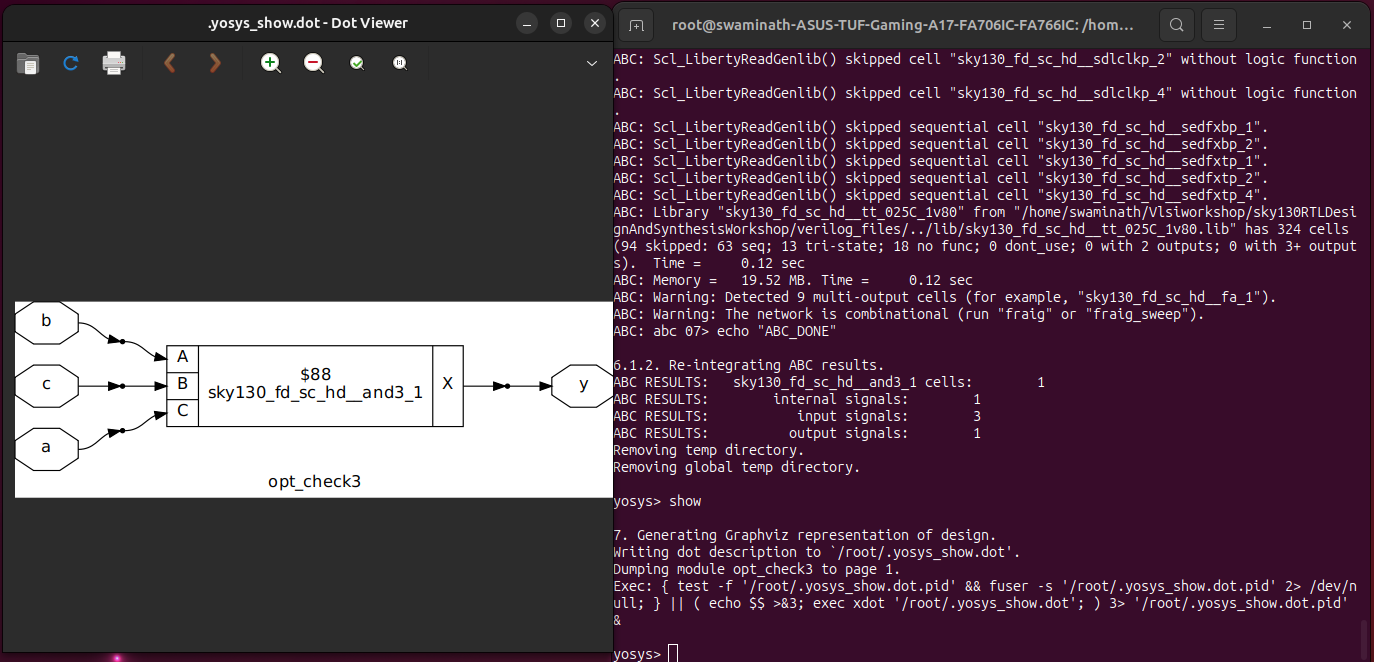 .yosys_show.dot - Dot Viewer
b
c
a
A
B
C
$88
sky130_fd_sc_hd__and3_1
X
y
opt_check3
root@swaminath-ASUS-TUF-Gaming-A17-FA706IC-FA766IC: /hom...
ABC: Scl_LibertyReadGenlib() skipped cell "sky130_fd_sc_hd__sdlclkp_2" without logic function
.
ABC: Scl_LibertyReadGenlib() skipped cell "sky130_fd_sc_hd__sdlclkp_4" without logic function
.
ABC: Scl_LibertyReadGenlib() skipped sequential cell "sky130_fd_sc_hd__sedfxbp_1".
ABC: Scl_LibertyReadGenlib() skipped sequential cell "sky130_fd_sc_hd__sedfxbp_2".
ABC: Scl_LibertyReadGenlib() skipped sequential cell "sky130_fd_sc_hd__sedfxtp_1".
ABC: Scl_LibertyReadGenlib() skipped sequential cell "sky130_fd_sc_hd__sedfxtp_2".
ABC: Scl_LibertyReadGenlib() skipped sequential cell "sky130_fd_sc_hd__sedfxtp_4".
ABC: Library "sky130_fd_sc_hd__tt_025C_1v80" from "/home/swaminath/Vlsiworkshop/sky130RTLDesi
gnAndSynthesisWorkshop/verilog_files/../lib/sky130_fd_sc_hd__tt_025C_1v80.lib" has 324 cells
(94 skipped: 63 seq; 13 tri-state; 18 no func; 0 dont_use; 0 with 2 outputs; 0 with 3+ output
s).  Time =     0.12 sec
ABC: Memory =   19.52 MB. Time =     0.12 sec
ABC: Warning: Detected 9 multi-output cells (for example, "sky130_fd_sc_hd__fa_1").
ABC: Warning: The network is combinational (run "fraig" or "fraig_sweep").
ABC: abc 07> echo "ABC_DONE"
6.1.2. Re-integrating ABC results.
ABC RESULTS:   sky130_fd_sc_hd__and3_1 cells:        1
ABC RESULTS:        internal signals:        1
ABC RESULTS:           input signals:        3
ABC RESULTS:          output signals:        1
Removing temp directory.
Removing global temp directory.
yosys> show
7. Generating Graphviz representation of design.
Writing dot description to `/root/.yosys_show.dot'.
Dumping module opt_check3 to page 1.
Exec: { test -f '/root/.yosys_show.dot.pid' && fuser -s '/root/.yosys_show.dot.pid' 2> /dev/n
ull; } || ( echo $$ >&3; exec xdot '/root/.yosys_show.dot'; ) 3> '/root/.yosys_show.dot.pid'
&
yosys>